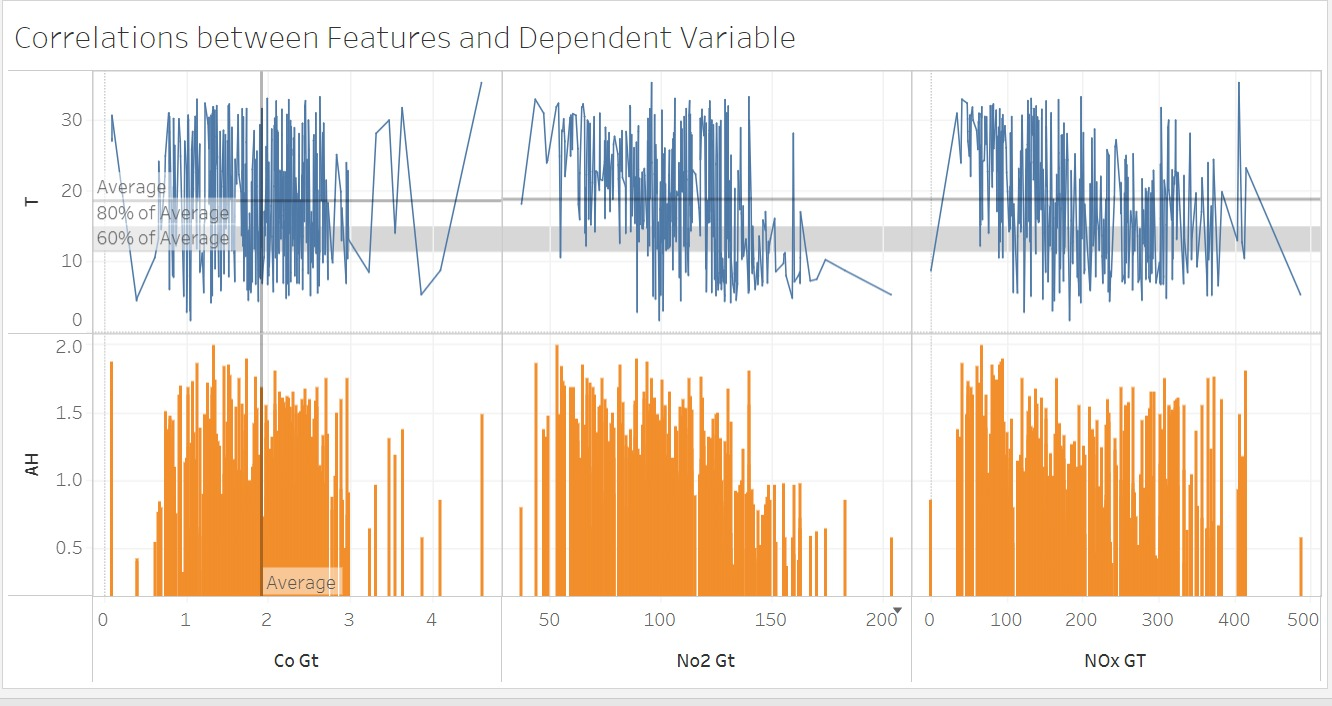 Correlations between Features and Dependent Variable
30
20
10
0
T
Average
80% of Average
60% of Average
2.0
1.5
1.0
0.5
AH
Average
0 1 2 3 4
50 100 150 200
0 100 200 300 400 500
Co Gt
No2 Gt
NOx GT